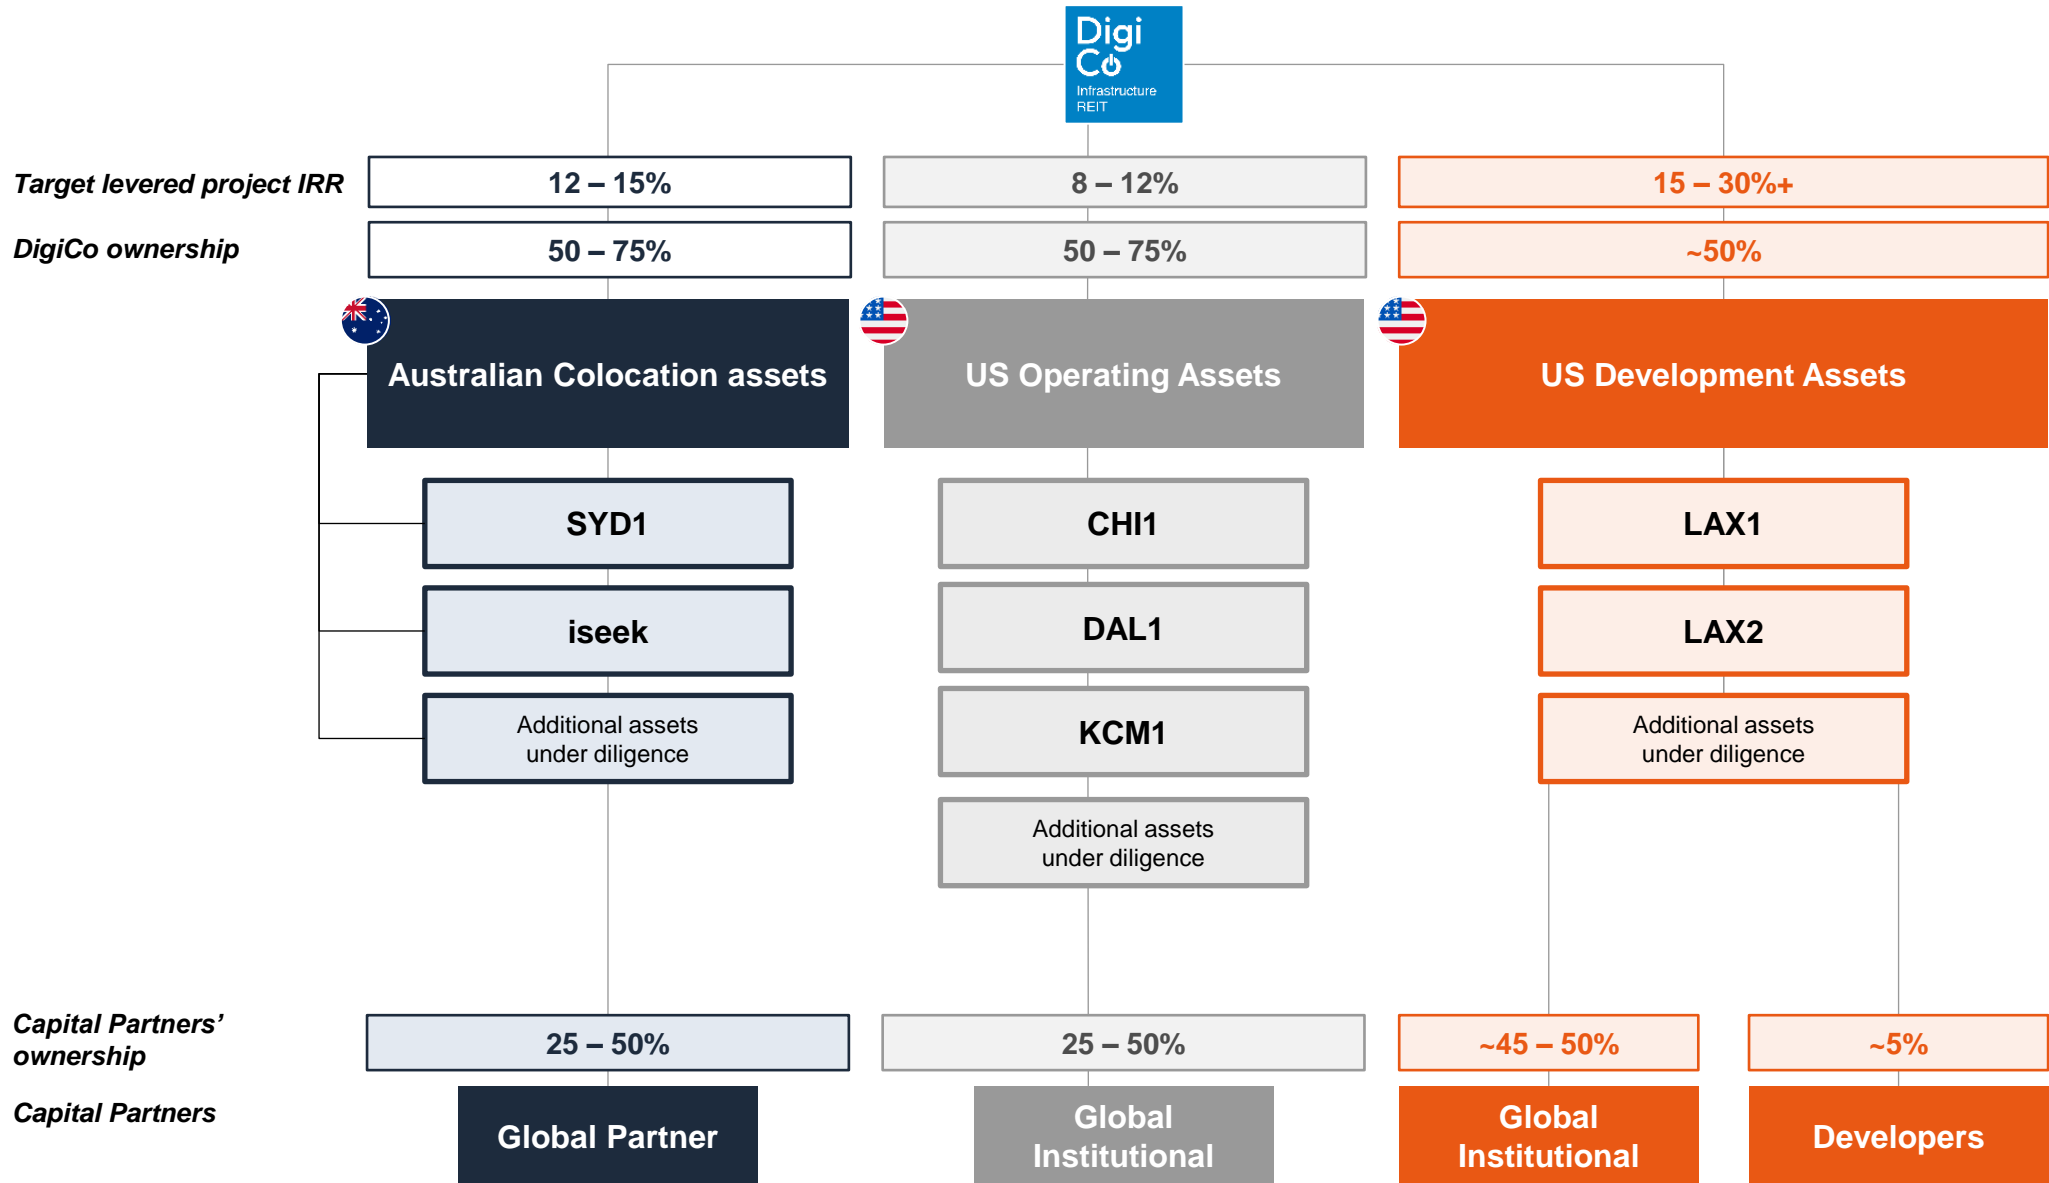 Digi
Co
Infrastructure
REIT
Target levered project IRR
12 – 15%
8 – 12%
15 – 30%+
DigiCo ownership
50 – 75%
50 – 75%
~50%
Australian Colocation assets
US Operating Assets
US Development Assets
SYD1
CHI1
LAX1
iseek
DAL1
LAX2
Additional assets
under diligence
KCM1
Additional assets
under diligence
Additional assets
under diligence
Capital Partners’
ownership
25 – 50%
25 – 50%
~45 – 50%
~5%
Capital Partners
Global Partner
Global
Institutional
Global
Institutional
Developers